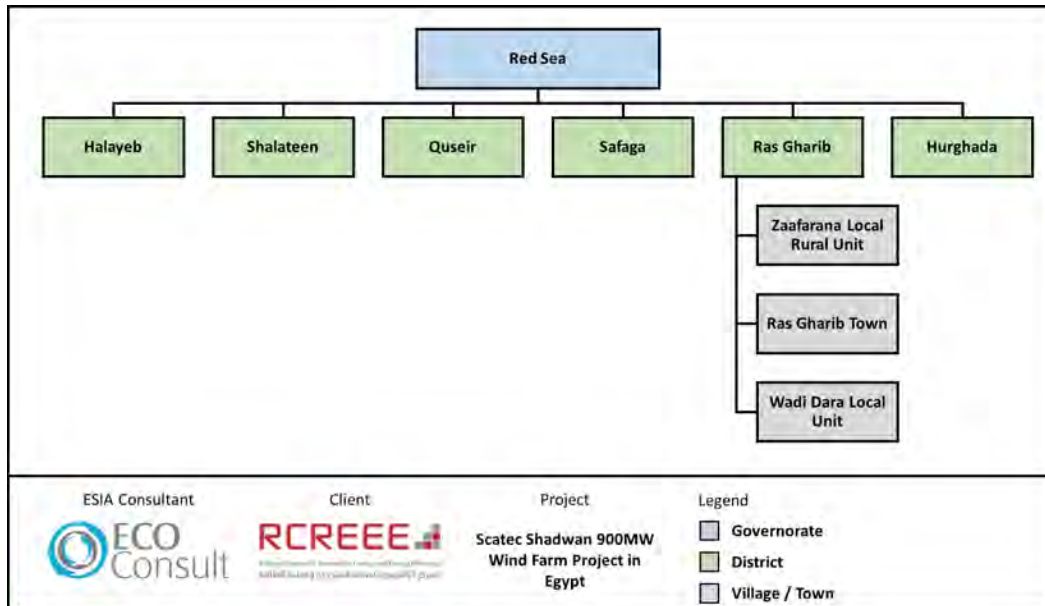 Red Sea
Halayeb
Shalateen
Quseir
Safaga
Ras Gharib
Hurghada
Zaafarana Local
Rural Unit
Ras Gharib Town
Wadi Dara Local
Unit
ESIA Consultant
ECO
Consult
Client
RCREEE
Project
Scatec Shadwan 900MW
Wind Farm Project in
Egypt
Legend
Governorate
District
Village / Town